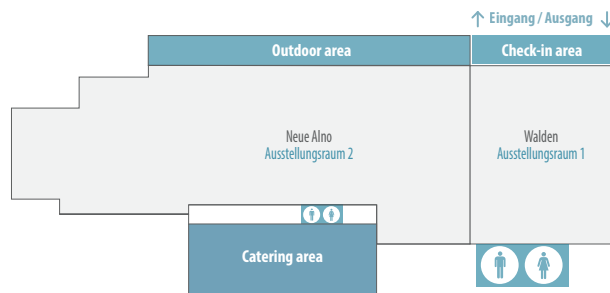 ↑ Eingang / Ausgang ↓
Outdoor area
Check-in area
Neue Alno
Ausstellungsraum 2
Walden
Ausstellungsraum 1
Catering area